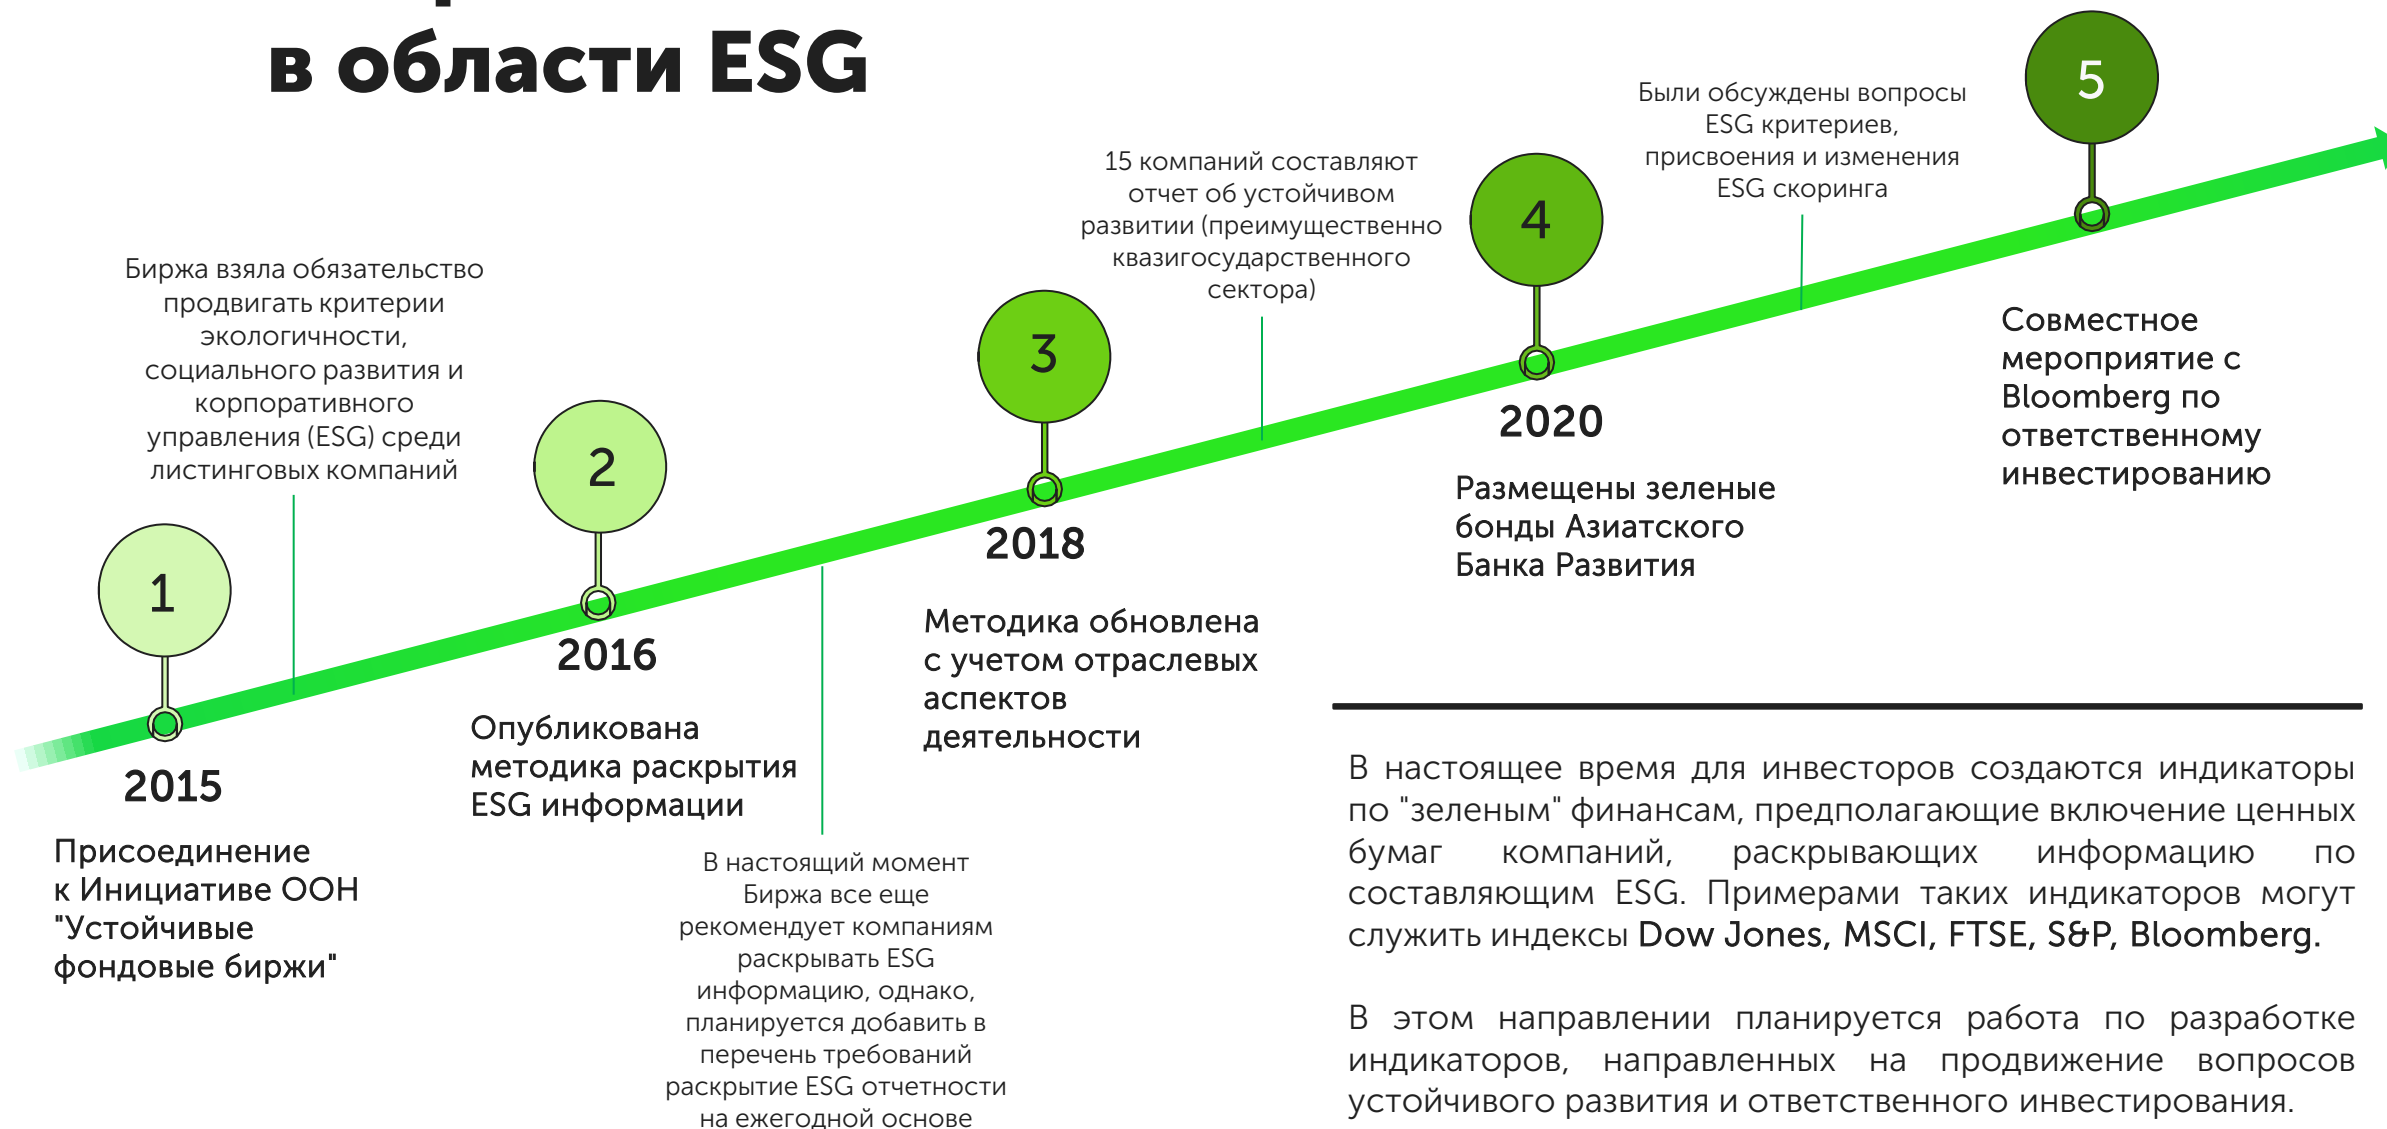 в области ESG
1
2015
Присоединение
к Инициативе ООН
"Устойчивые
фондовые биржи"
Биржа взяла обязательство
продвигать критерии
экологичности,
социального развития и
корпоративного
управления (ESG) среди
листинговых компаний
2
2016
Опубликована
методика раскрытия
ESG информации
В настоящий момент
Биржа все еще
рекомендует компаниям
раскрывать ESG
информацию, однако,
планируется добавить в
перечень требований
раскрытие ESG отчетности
на ежегодной основе
3
2018
Методика обновлена
с учетом отраслевых
аспектов
деятельности
15 компаний составляют
отчет об устойчивом
развитии (преимущественно
квазигосударственного
сектора)
4
2020
Размещены зеленые
бонды Азиатского
Банка Развития
Были обсуждены вопросы
ESG критериев,
присвоения и изменения
ESG скоринга
5
Совместное
мероприятие с
Bloomberg по
ответственному
инвестированию
В настоящее время для инвесторов создаются индикаторы
по "зеленым" финансам, предполагающие включение ценных
бумаг компаний, раскрывающих информацию по
составляющим ESG. Примерами таких индикаторов могут
служить индексы Dow Jones, MSCI, FTSE, S&P, Bloomberg.
В этом направлении планируется работа по разработке
индикаторов, направленных на продвижение вопросов
устойчивого развития и ответственного инвестирования.